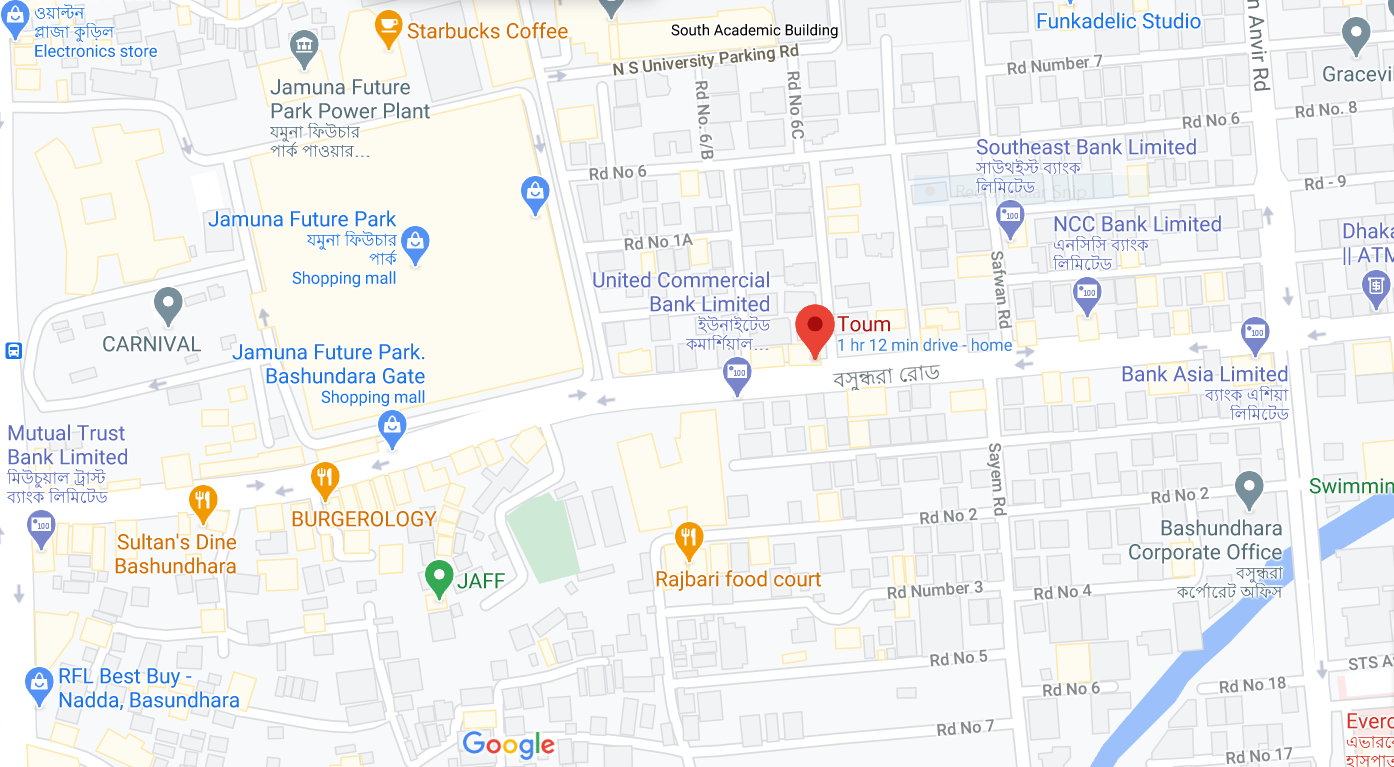 ওয়াল্টন
প্লাজা কুড়িল
Electronics store
Starbucks Coffee
South Academic Building
Funkadelic Studio
N S University Parking Rd
Rd Number 7
n Anvir Rd
Gracevi
Jamuna Future
Park Power Plant
যমুনা ফিউচার
পার্ক পাওয়ার...
Rd No. 6/B
Rd No 6C
Rd No 6
Rd No. 8
Southeast Bank Limited
সাউথইস্ট ব্যাংক
লিমিটেড
Rd No 6
Rd - 9
Jamuna Future Park
যমুনা ফিউচার
পার্ক
Shopping mall
Rd No 1A
NCC Bank Limited
এনসিসি ব্যাংক
লিমিটেড
Dhaka
|| ATM
Safwan Rd
United Commercial
Bank Limited
ইউনাইটেড
কমার্শিয়াল...
Toum
1 hr 12 min drive - home
CARNIVAL
Jamuna Future Park.
Bashundara Gate
Shopping mall
বসুন্ধরা রোড
Bank Asia Limited
ব্যাংক এশিয়া
লিমিটেড
Mutual Trust
Bank Limited
মিউচুয়াল ট্রাস্ট
ব্যাংক লিমিটেড
Sayem Rd
BURGEROLOGY
Sultan's Dine
Bashundhara
Rd No 2
Rd No 2
Swimmin
Bashundhara
Corporate Office
বসুন্ধরা
কর্পোরেট অফিস
JAFF
Rajbari food court
Rd Number 3
Rd No 4
RFL Best Buy -
Nadda, Basundhara
Rd No 5
STS A
Rd No 6
Rd No 18
Rd No 7
Everc
এভারকে
হাসপাত
Rd No 17
Google